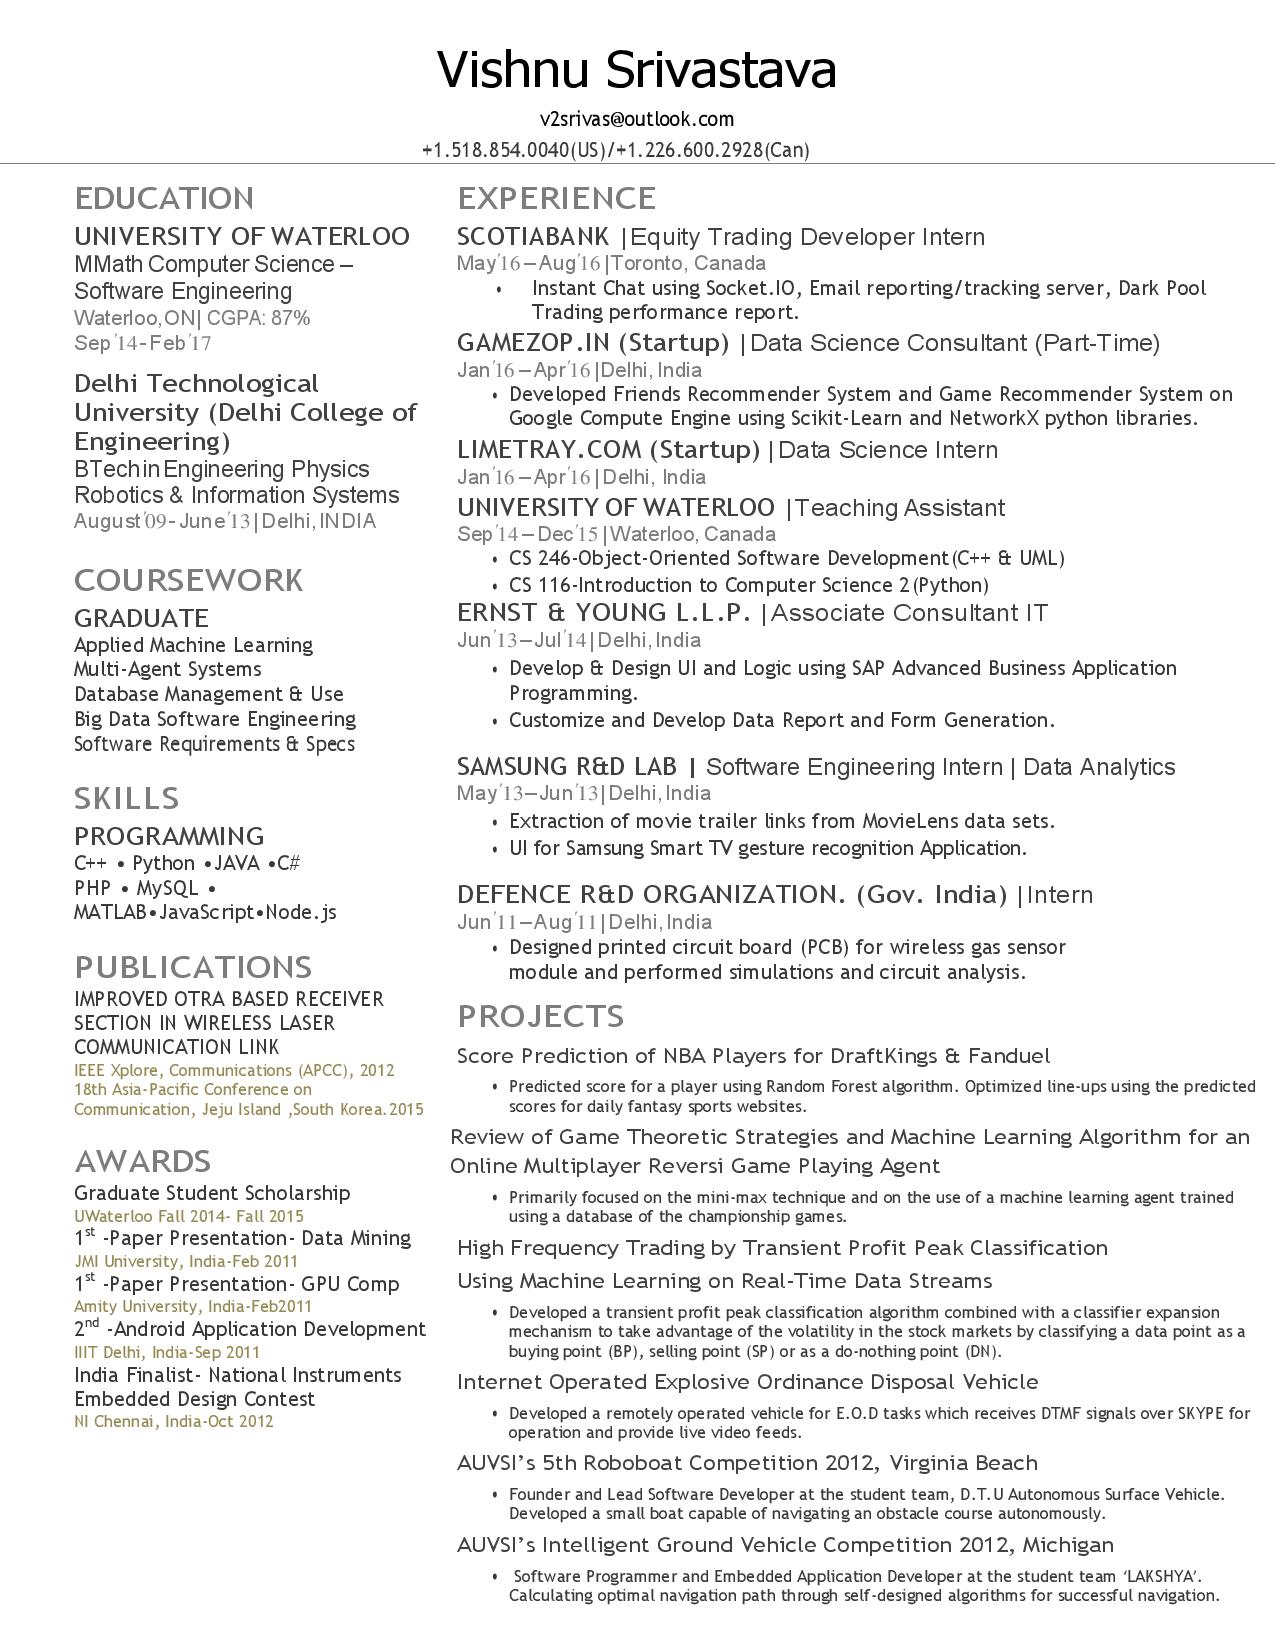 Vishnu Srivastava
v2srivas@outlook.com
+1.518.854.0040(US)/+1.226.600.2928(Can)
EDUCATION
UNIVERSITY OF WATERLOO
MMath Computer Science –
Software Engineering
Waterloo,ON| CGPA: 87%
Sep'14-Feb'17
Delhi Technological
University (Delhi College of
Engineering)
BTech in Engineering Physics
Robotics & Information Systems
August'09-June'13|Delhi,INDIA
COURSEWORK
GRADUATE
Applied Machine Learning
Multi-Agent Systems
Database Management & Use
Big Data Software Engineering
Software Requirements & Specs
SKILLS
PROGRAMMING
C++ • Python •JAVA •C#
PHP • MySQL •
MATLAB•JavaScript•Node.js
PUBLICATIONS
IMPROVED OTRA BASED RECEIVER
SECTION IN WIRELESS LASER
COMMUNICATION LINK
IEEE Xplore, Communications (APCC), 2012
18th Asia-Pacific Conference on
Communication, Jeju Island ,South Korea.2015
AWARDS
Graduate Student Scholarship
UWaterloo Fall 2014- Fall 2015
1st -Paper Presentation- Data Mining
JMI University, India-Feb 2011
1st -Paper Presentation- GPU Comp
Amity University, India-Feb2011
2nd -Android Application Development
IIIT Delhi, India-Sep 2011
India Finalist- National Instruments
Embedded Design Contest
NI Chennai, India-Oct 2012
EXPERIENCE
SCOTIABANK |Equity Trading Developer Intern
May'16–Aug'16|Toronto, Canada
• Instant Chat using Socket.IO, Email reporting/tracking server, Dark Pool
Trading performance report.
GAMEZOP.IN (Startup) |Data Science Consultant (Part-Time)
Jan'16–Apr'16|Delhi, India
• Developed Friends Recommender System and Game Recommender System on
Google Compute Engine using Scikit-Learn and NetworkX python libraries.
LIMETRAY.COM (Startup) |Data Science Intern
Jan'16–Apr'16|Delhi, India
UNIVERSITY OF WATERLOO |Teaching Assistant
Sep'14–Dec'15|Waterloo, Canada
• CS 246-Object-Oriented Software Development(C++ & UML)
• CS 116-Introduction to Computer Science 2(Python)
ERNST & YOUNG L.L.P. |Associate Consultant IT
Jun'13–Jul'14|Delhi,India
• Develop & Design UI and Logic using SAP Advanced Business Application
Programming.
• Customize and Develop Data Report and Form Generation.
SAMSUNG R&D LAB | Software Engineering Intern | Data Analytics
May'13–Jun'13|Delhi,India
• Extraction of movie trailer links from MovieLens data sets.
• UI for Samsung Smart TV gesture recognition Application.
DEFENCE R&D ORGANIZATION. (Gov. India) |Intern
Jun'11–Aug'11|Delhi,India
• Designed printed circuit board (PCB) for wireless gas sensor
module and performed simulations and circuit analysis.
PROJECTS
Score Prediction of NBA Players for DraftKings & Fanduel
• Predicted score for a player using Random Forest algorithm. Optimized line-ups using the predicted
scores for daily fantasy sports websites.
Review of Game Theoretic Strategies and Machine Learning Algorithm for an
Online Multiplayer Reversi Game Playing Agent
• Primarily focused on the mini-max technique and on the use of a machine learning agent trained
using a database of the championship games.
High Frequency Trading by Transient Profit Peak Classification
Using Machine Learning on Real-Time Data Streams
• Developed a transient profit peak classification algorithm combined with a classifier expansion
mechanism to take advantage of the volatility in the stock markets by classifying a data point as a
buying point (BP), selling point (SP) or as a do-nothing point (DN).
Internet Operated Explosive Ordinance Disposal Vehicle
• Developed a remotely operated vehicle for E.O.D tasks which receives DTMF signals over SKYPE for
operation and provide live video feeds.
AUVSI's 5th Roboboat Competition 2012, Virginia Beach
• Founder and Lead Software Developer at the student team, D.T.U Autonomous Surface Vehicle.
Developed a small boat capable of navigating an obstacle course autonomously.
AUVSI's Intelligent Ground Vehicle Competition 2012, Michigan
• Software Programmer and Embedded Application Developer at the student team ‘LAKSHYA’.
Calculating optimal navigation path through self-designed algorithms for successful navigation.